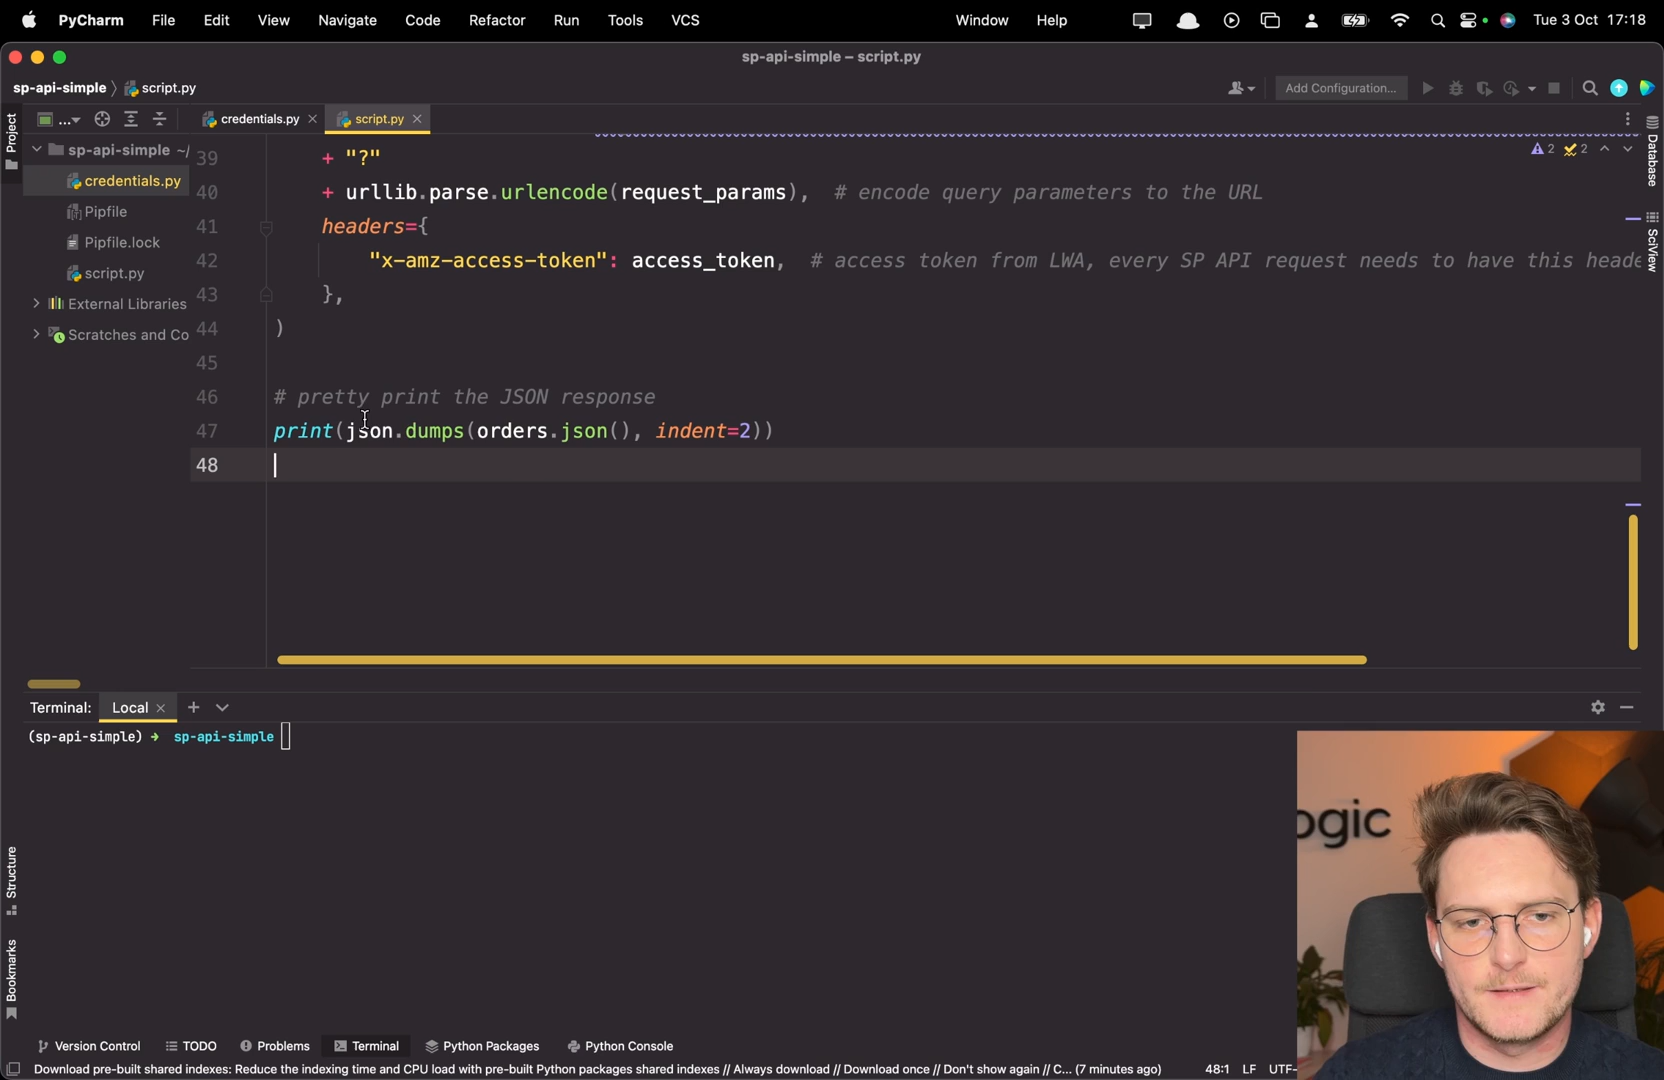 PyCharm File Edit View Navigate Code Refactor Run Tools VCS Window Help Tue 3 Oct 17:18
sp-api-simple – script.py
sp-api-simple script.py Add Configuration...
Project
... credentials.py script.py
sp-api-simple ~/
credentials.py
Pipfile
Pipfile.lock
script.py
External Libraries
Scratches and Co
2 2
39 + "?"
40 + urllib.parse.urlencode(request_params), # encode query parameters to the URL
41 headers={
42 "x-amz-access-token": access_token, # access token from LWA, every SP API request needs to have this heade
43 },
44 )
45
46 # pretty print the JSON response
47 print(json.dumps(orders.json(), indent=2))
48
Database
SciView
Terminal: Local
(sp-api-simple) → sp-api-simple
ogic
Structure
Bookmarks
Version Control TODO Problems Terminal Python Packages Python Console
Download pre-built shared indexes: Reduce the indexing time and CPU load with pre-built Python packages shared indexes // Always download // Download once // Don't show again // C... (7 minutes ago) 48:1 LF UTF-